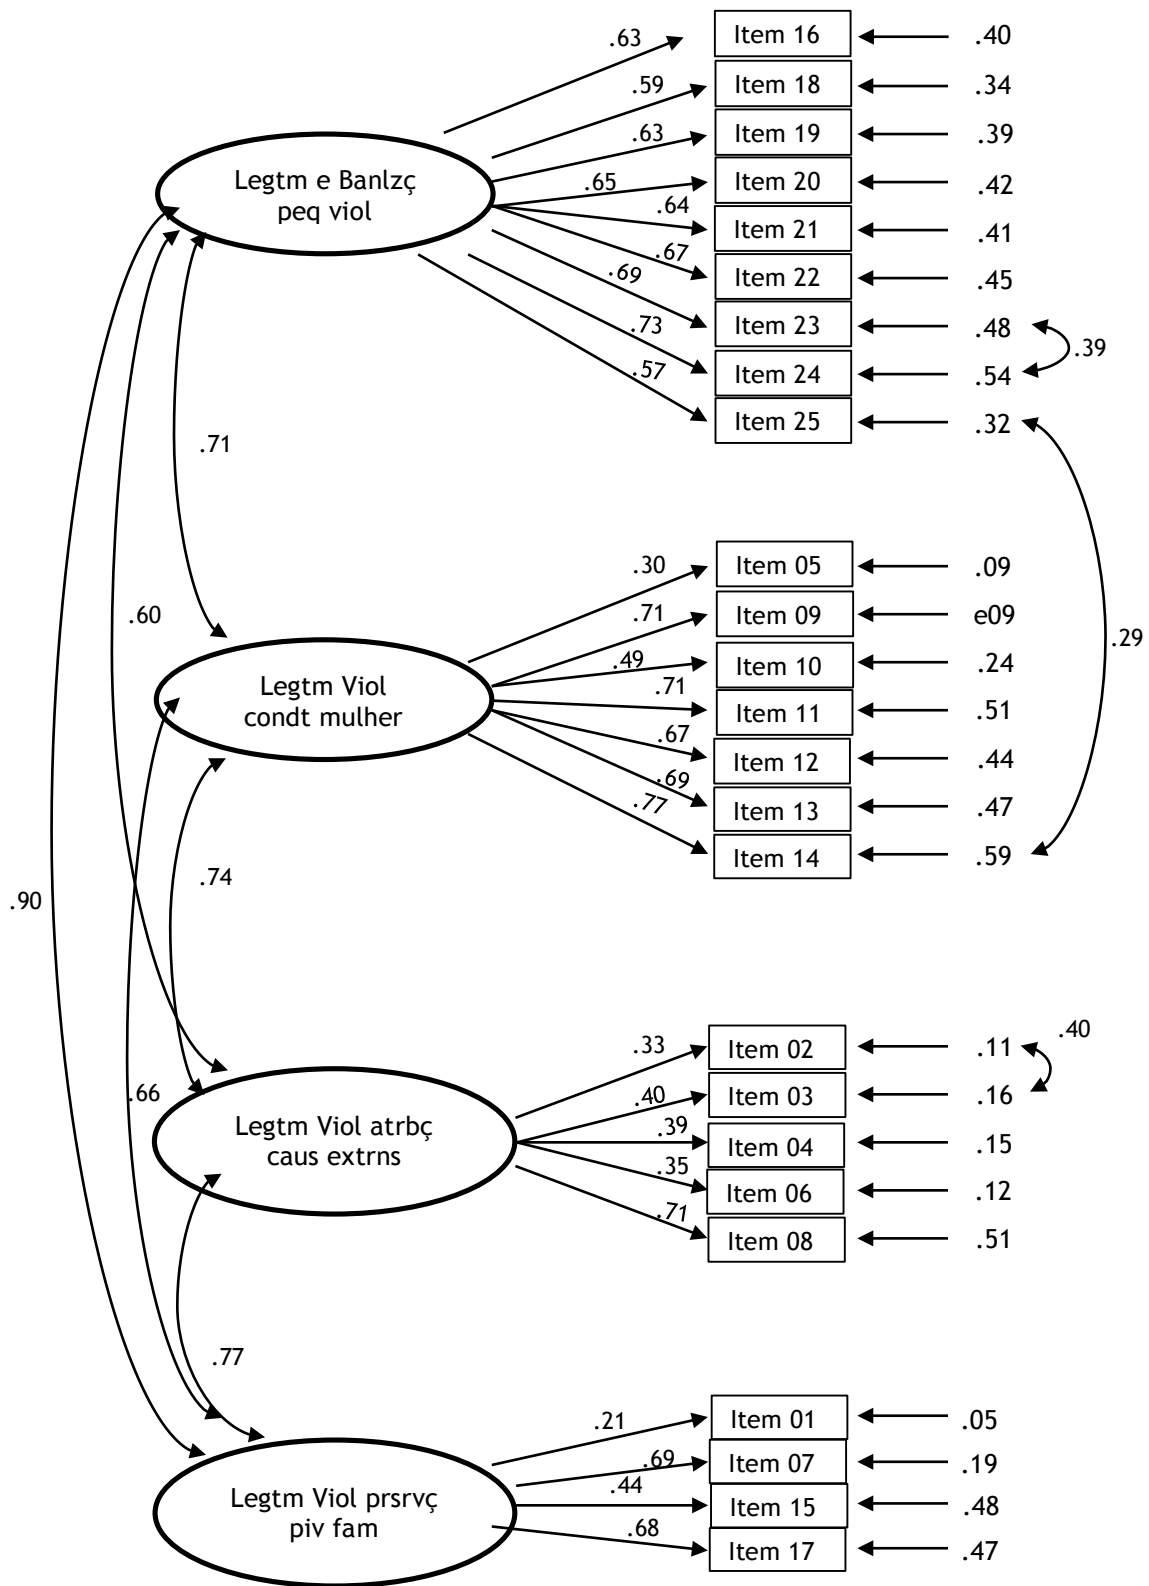 .63
Item 16
.40
.59
Item 18
.34
.63
Item 19
.39
Legtm e Banlzç
peq viol
.65
Item 20
.42
.64
Item 21
.41
.67
Item 22
.45
.69
Item 23
.48
.39
.73
Item 24
.54
.57
Item 25
.32
.71
.30
Item 05
.09
.60
.71
Item 09
e09
.29
.49
Item 10
.24
Legtm Viol
condt mulher
.71
Item 11
.51
.67
Item 12
.44
.69
Item 13
.47
.77
Item 14
.59
.74
.90
.33
Item 02
.11
.40
.66
.40
Item 03
.16
Legtm Viol atrbç
caus extrns
.39
Item 04
.15
.35
Item 06
.12
.71
Item 08
.51
.77
.21
Item 01
.05
.69
Item 07
.19
Legtm Viol prsrvç
piv fam
.44
Item 15
.48
.68
Item 17
.47